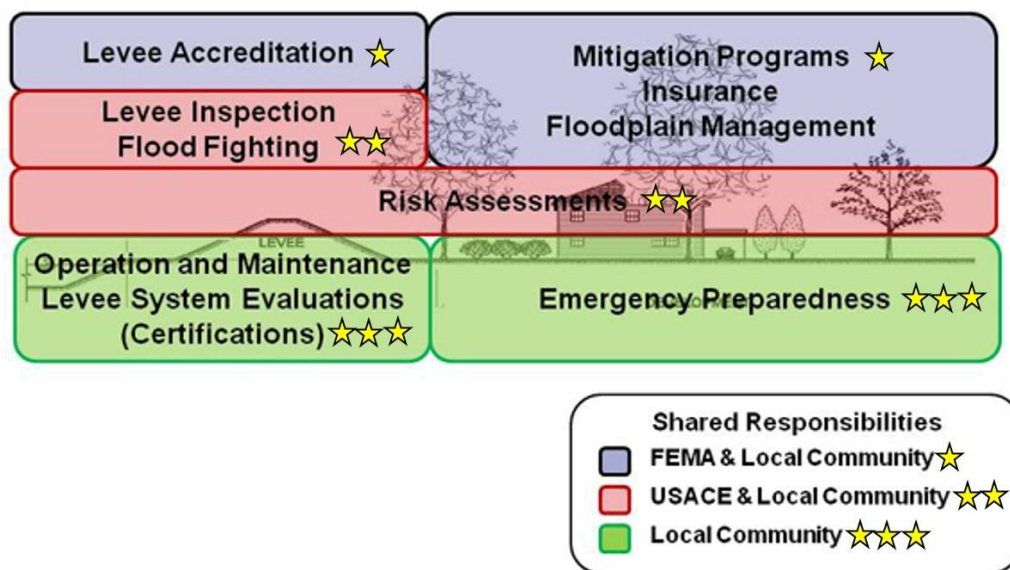 Levee Accreditation
Mitigation Programs
Insurance
Floodplain Management
Levee Inspection
Flood Fighting
Risk Assessments
LEVEE
Operation and Maintenance
Levee System Evaluations
(Certifications)
Emergency Preparedness
Shared Responsibilities
FEMA & Local Community
USACE & Local Community
Local Community